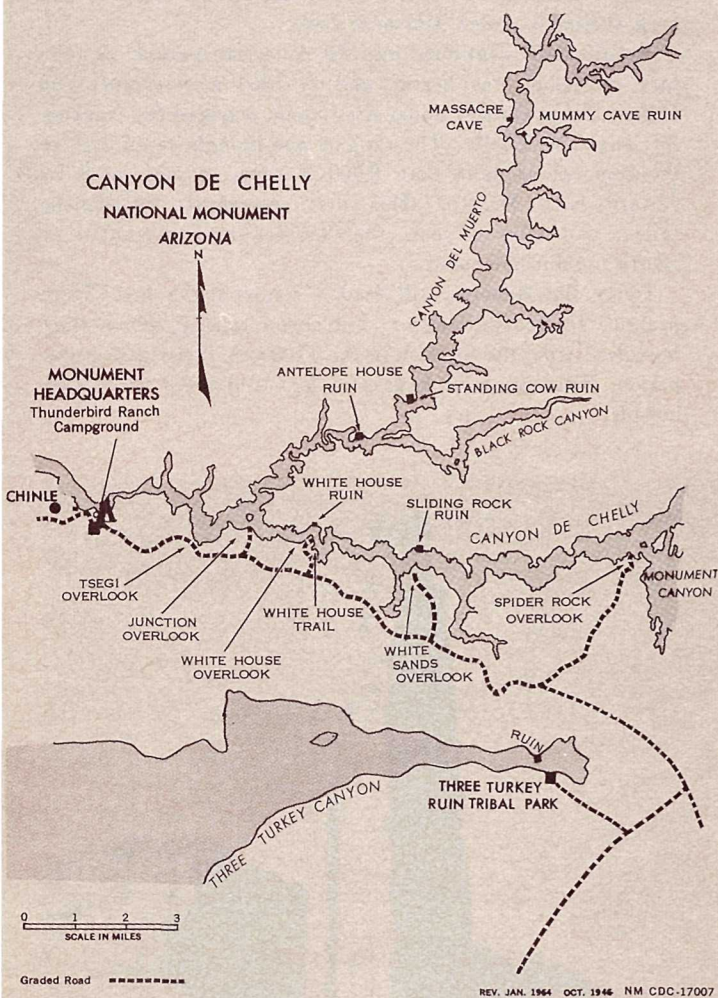 MASSACRE
CAVE
MUMMY CAVE RUIN
CANYON DE CHELLY
NATIONAL MONUMENT
ARIZONA
N
CANYON DEL MUERTO
MONUMENT
HEADQUARTERS
Thunderbird Ranch
Campground
ANTELOPE HOUSE
RUIN
STANDING COW RUIN
BLACK ROCK CANYON
CHINLE
WHITE HOUSE
RUIN
SLIDING ROCK
RUIN
CANYON DE CHELLY
MONUMENT
CANYON
TSEGI
OVERLOOK
JUNCTION
OVERLOOK
WHITE HOUSE
TRAIL
SPIDER ROCK
OVERLOOK
WHITE HOUSE
OVERLOOK
WHITE
SANDS
OVERLOOK
RUIN
THREE TURKEY
RUIN TRIBAL PARK
THREE TURKEY CANYON
0 1 2 3
SCALE IN MILES
Graded Road
REV. JAN. 1964 OCT. 1946 NM CDC-17007